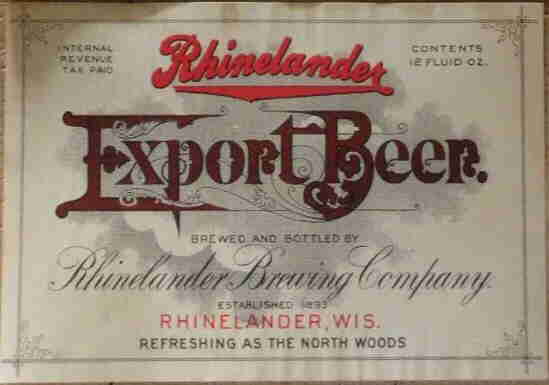 INTERNAL
REVENUE
TAX PAID
Rhinelander
CONTENTS
12 FLUID OZ.
Export Beer.
BREWED AND BOTTLED BY
Rhinelander Brewing Company.
ESTABLISHED 1893
RHINELANDER, WIS.
REFRESHING AS THE NORTH WOODS